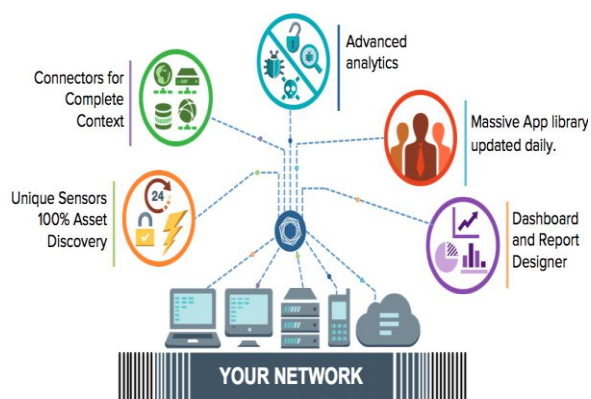 Advanced
analytics
Connectors for
Complete
Context
Massive App library
updated daily.
Unique Sensors
100% Asset
Discovery
24
Dashboard
and Report
Designer
YOUR NETWORK